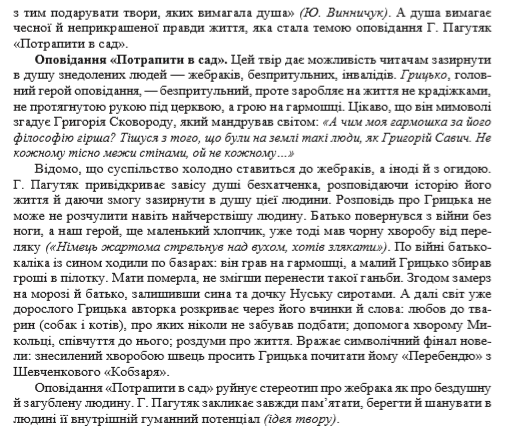 з тим подарувати твори, яких вимагала душа» (Ю. Винничук). А душа вимагає
чесної й неприкрашеної правди життя, яка стала темою оповідання Г. Пагутяк
«Потрапити в сад».
Оповідання «Потрапити в сад». Цей твір дає можливість читачам зазирнути
в душу знедолених людей — жебраків, безпритульних, інвалідів. Грицько, голов-
ний герой оповідання, — безпритульний, проте заробляє на життя не крадіжками,
не протягнутою рукою під церквою, а грою на гармошці. Цікаво, що він мимоволі
згадує Григорія Сковороду, який мандрував світом: «А чим моя гармошка за його
філософію гірша? Тішуся з того, що були на землі такі люди, як Григорій Савич. Не
кожному тісно межи стінами, ой не кожному…»
Відомо, що суспільство холодно ставиться до жебраків, а іноді й з огидою.
Г. Пагутяк привідкриває завісу душі безхатченка, розповідаючи історію його
життя й даючи змогу зазирнути в душу цієї людини. Розповідь про Грицька не
може не розчулити навіть найчерствішу людину. Батько повернувся з війни без
ноги, а наш герой, ще маленький хлопчик, уже тоді мав чорну хворобу від пере-
ляку («Німець жартома стрельнув над вухом, хотів злякати»). По війні батько-
каліка із сином ходили по базарах: він грав на гармошці, а малий Грицько збирав
гроші в пілотку. Мати померла, не змігши перенести такої ганьби. Згодом замерз
на морозі й батько, залишивши сина та дочку Нуську сиротами. А далі світ уже
дорослого Грицька авторка розкриває через його вчинки й слова: любов до тва-
рин (собак і котів), про яких ніколи не забував подбати; допомога хворому Ми-
кольці, співчуття до нього; роздуми про життя. Вражає символічний фінал нове-
ли: знесилений хворобою швець просить Грицька почитати йому «Перебендю» з
Шевченкового «Кобзаря».
Оповідання «Потрапити в сад» руйнує стереотип про жебрака як про бездушну
й загублену людину. Г. Пагутяк закликає завжди пам’ятати, берегти й шанувати в
людині її внутрішній гуманний потенціал (ідея твору).